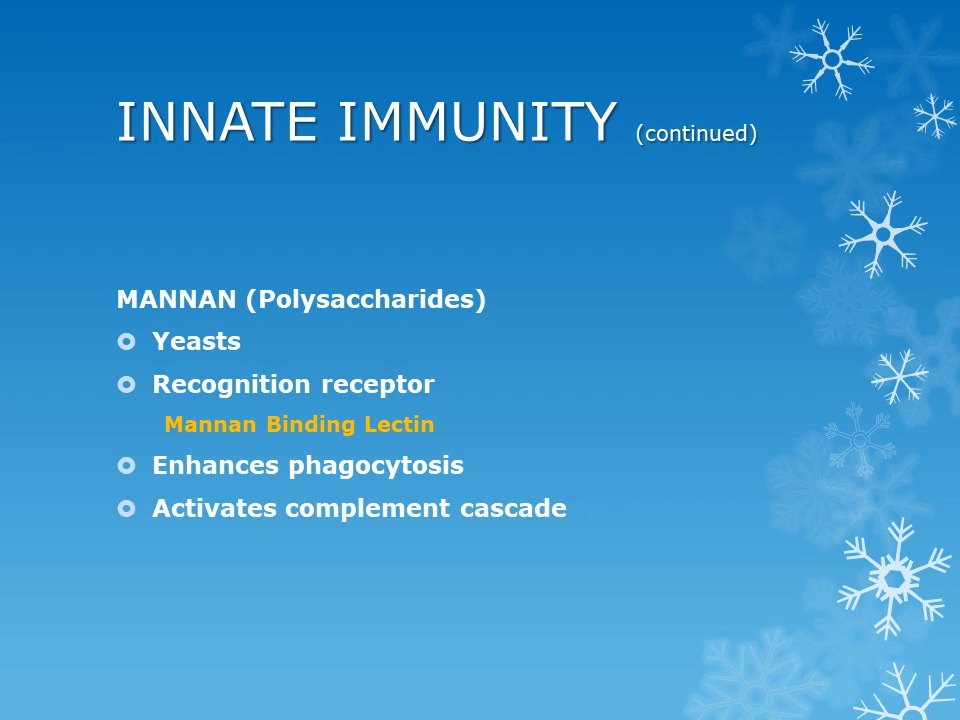 INNATE IMMUNITY (continued)
MANNAN (Polysaccharides)
Yeasts
Recognition receptor
Mannan Binding Lectin
Enhances phagocytosis
Activates complement cascade